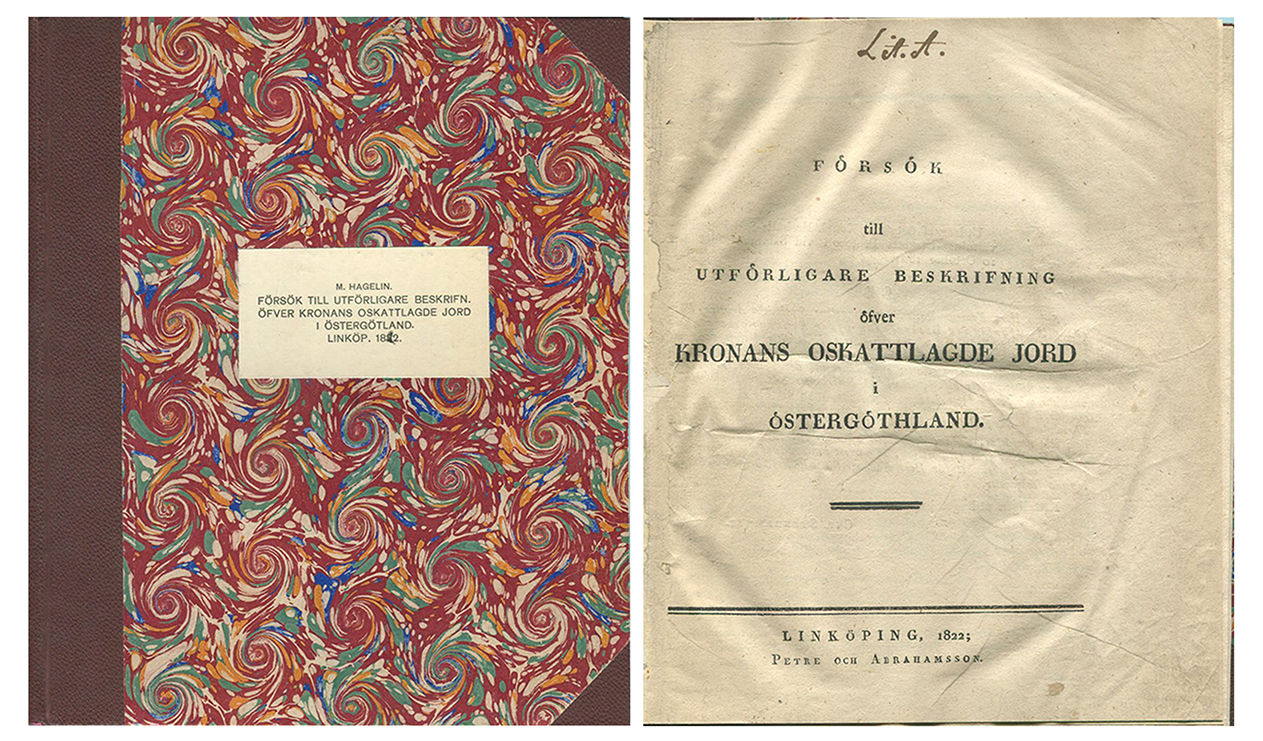 M. HAGELIN.
FÖRSÖK TILL UTFÖRLIGARE BESKRIFN.
ÖFVER KRONANS OSKATTLAGDE JORD
I ÖSTERGÖTLAND.
LINKÖP. 1822.
Lit. A.
FÖRSÖK
till
UTFÖRLIGARE BESKRIFNING
öfver
KRONANS OSKATTLAGDE JORD
i
ÖSTERGÖTHLAND.
LINKÖPING, 1822;
PETRE OCH ABRAHAMSSON.